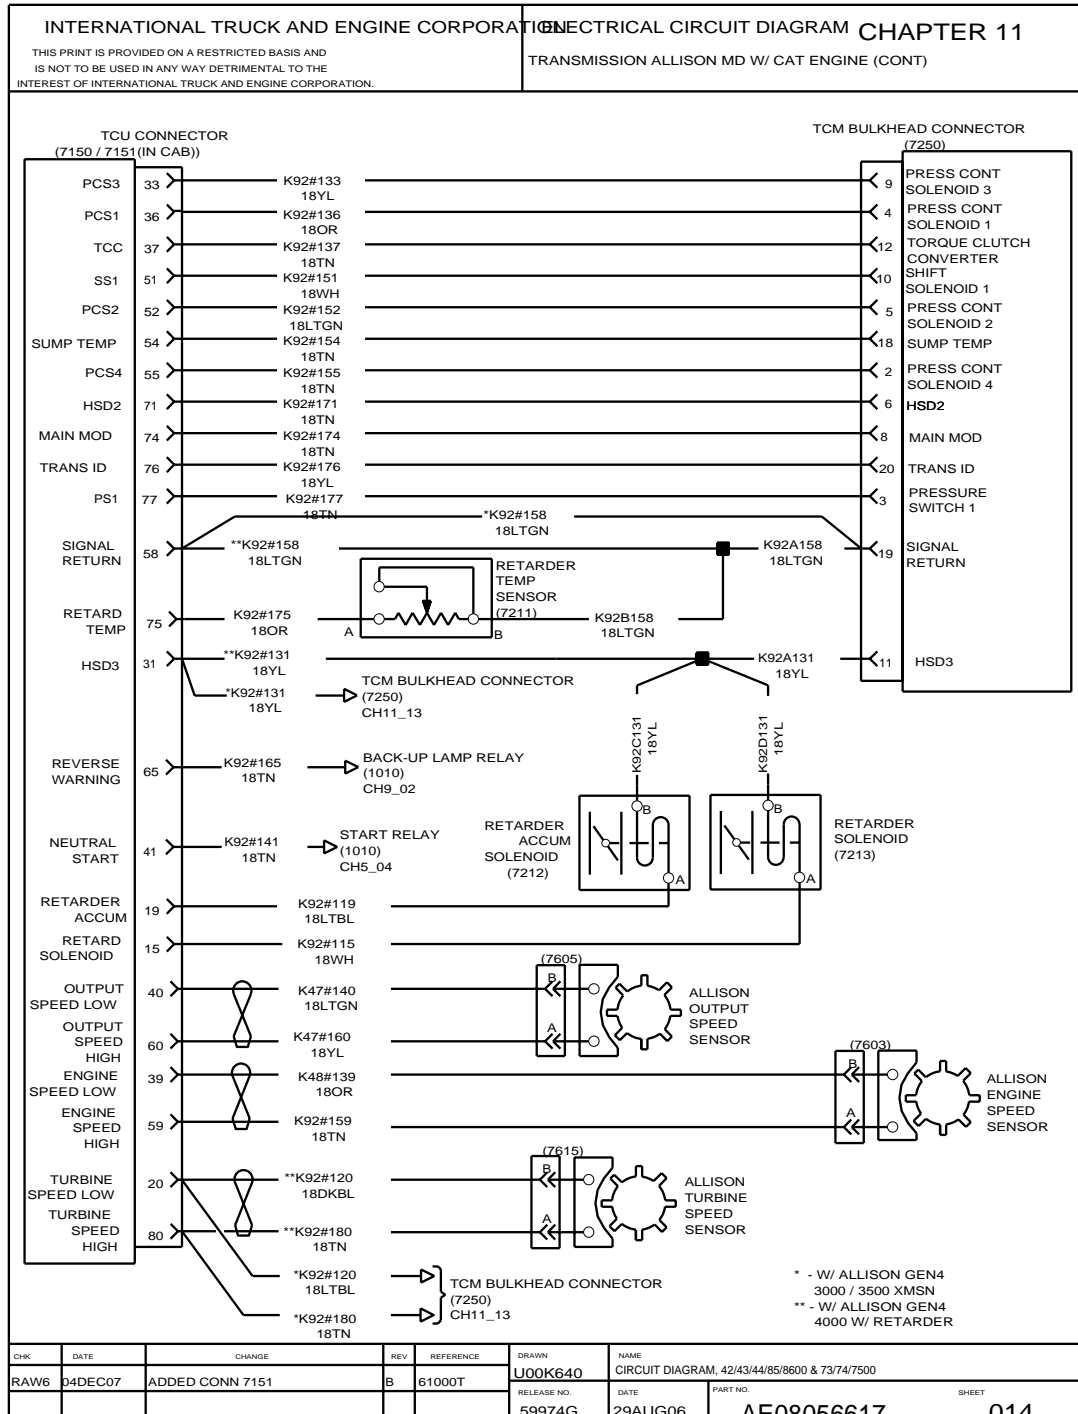 INTERNATIONAL TRUCK AND ENGINE CORPORATION
THIS PRINT IS PROVIDED ON A RESTRICTED BASIS AND
IS NOT TO BE USED IN ANY WAY DETRIMENTAL TO THE
INTEREST OF INTERNATIONAL TRUCK AND ENGINE CORPORATION.
ELECTRICAL CIRCUIT DIAGRAM CHAPTER 11
TRANSMISSION ALLISON MD W/ CAT ENGINE (CONT)
TCU CONNECTOR
(7150 / 7151(IN CAB))
TCM BULKHEAD CONNECTOR
(7250)
PCS3 33 K92#133 9 PRESS CONT
18YL SOLENOID 3
PCS1 36 K92#136 4 PRESS CONT
18OR SOLENOID 1
TCC 37 K92#137 12 TORQUE CLUTCH
18TN CONVERTER
SS1 51 K92#151 10 SHIFT
18WH SOLENOID 1
PCS2 52 K92#152 5 PRESS CONT
18LTGN SOLENOID 2
SUMP TEMP 54 K92#154 18 SUMP TEMP
18TN
PCS4 55 K92#155 2 PRESS CONT
18TN SOLENOID 4
HSD2 71 K92#171 6 HSD2
18TN
MAIN MOD 74 K92#174 8 MAIN MOD
18TN
TRANS ID 76 K92#176 20 TRANS ID
18YL
PS1 77 K92#177 3 PRESSURE
18TN SWITCH 1
*K92#158
18LTGN
SIGNAL
RETURN
58 **K92#158
18LTGN
K92A158
18LTGN
19 SIGNAL
RETURN
RETARDER
TEMP
SENSOR
(7211)
RETARD
TEMP
75 K92#175
18OR
A B
K92B158
18LTGN
HSD3 31 **K92#131
18YL
K92A131
18YL
11 HSD3
*K92#131
18YL
TCM BULKHEAD CONNECTOR
(7250)
CH11_13
K92C131
18YL
K92D131
18YL
REVERSE
WARNING
65 K92#165
18TN
BACK-UP LAMP RELAY
(1010)
CH9_02
NEUTRAL
START
41 K92#141
18TN
START RELAY
(1010)
CH5_04
RETARDER
ACCUM
SOLENOID
(7212)
B
A
B
A
RETARDER
SOLENOID
(7213)
RETARDER
ACCUM
19 K92#119
18LTBL
RETARD
SOLENOID
15 K92#115
18WH
OUTPUT
SPEED LOW
40 K47#140
18LTGN
(7605)
B
A
ALLISON
OUTPUT
SPEED
SENSOR
OUTPUT
SPEED
HIGH
60 K47#160
18YL
ENGINE
SPEED LOW
39 K48#139
18OR
(7603)
B
A
ALLISON
ENGINE
SPEED
SENSOR
ENGINE
SPEED
HIGH
59 K92#159
18TN
TURBINE
SPEED LOW
20 **K92#120
18DKBL
(7615)
B
A
ALLISON
TURBINE
SPEED
SENSOR
TURBINE
SPEED
HIGH
80 **K92#180
18TN
*K92#120
18LTBL
*K92#180
18TN
TCM BULKHEAD CONNECTOR
(7250)
CH11_13
* - W/ ALLISON GEN4
3000 / 3500 XMSN
** - W/ ALLISON GEN4
4000 W/ RETARDER
CHK DATE CHANGE REV REFERENCE
RAW6 04DEC07 ADDED CONN 7151 B 61000T
DRAWN
U00K640
NAME
CIRCUIT DIAGRAM, 42/43/44/85/8600 & 73/74/7500
RELEASE NO. DATE PART NO. SHEET
59974G 29AUG06 AE08056617 014